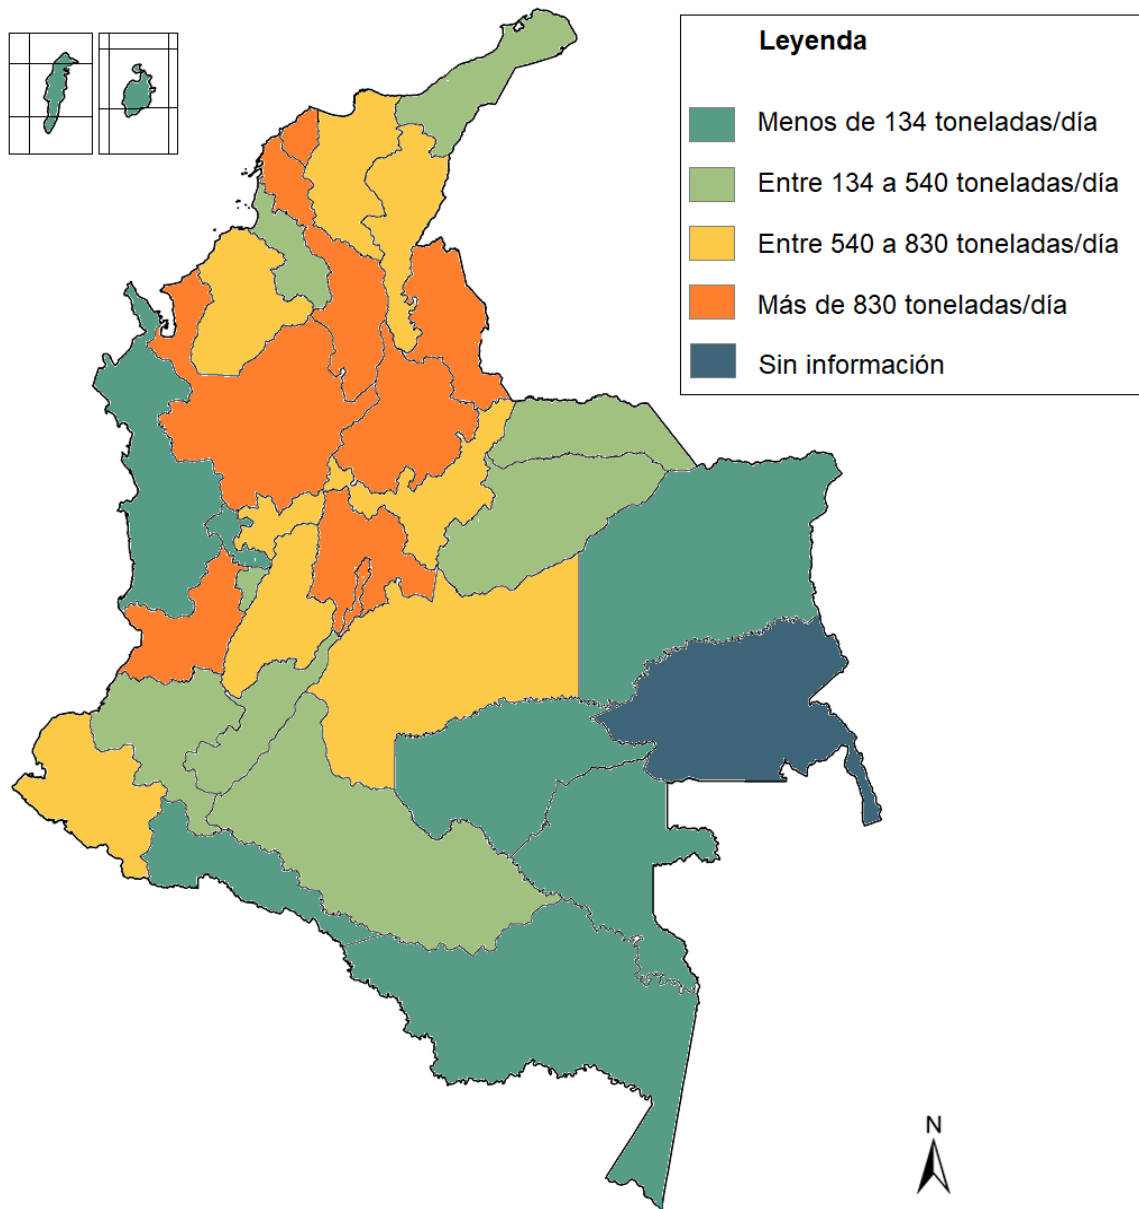 Leyenda
Menos de 134 toneladas/día
Entre 134 a 540 toneladas/día
Entre 540 a 830 toneladas/día
Más de 830 toneladas/día
Sin información
N